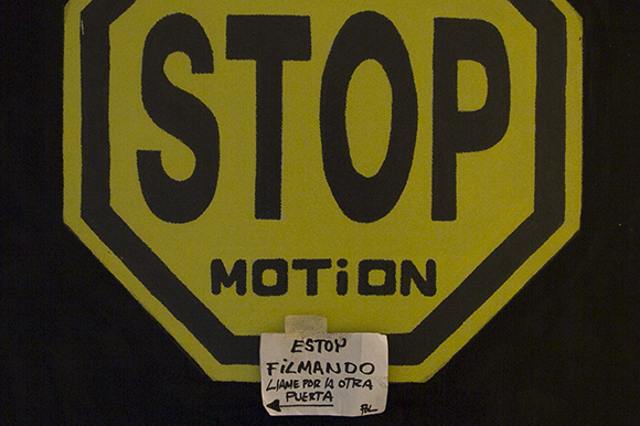 STOP
MOTiON
ESTOY
FiLMANDO
LLAME POR LA OTRA
PUERTA